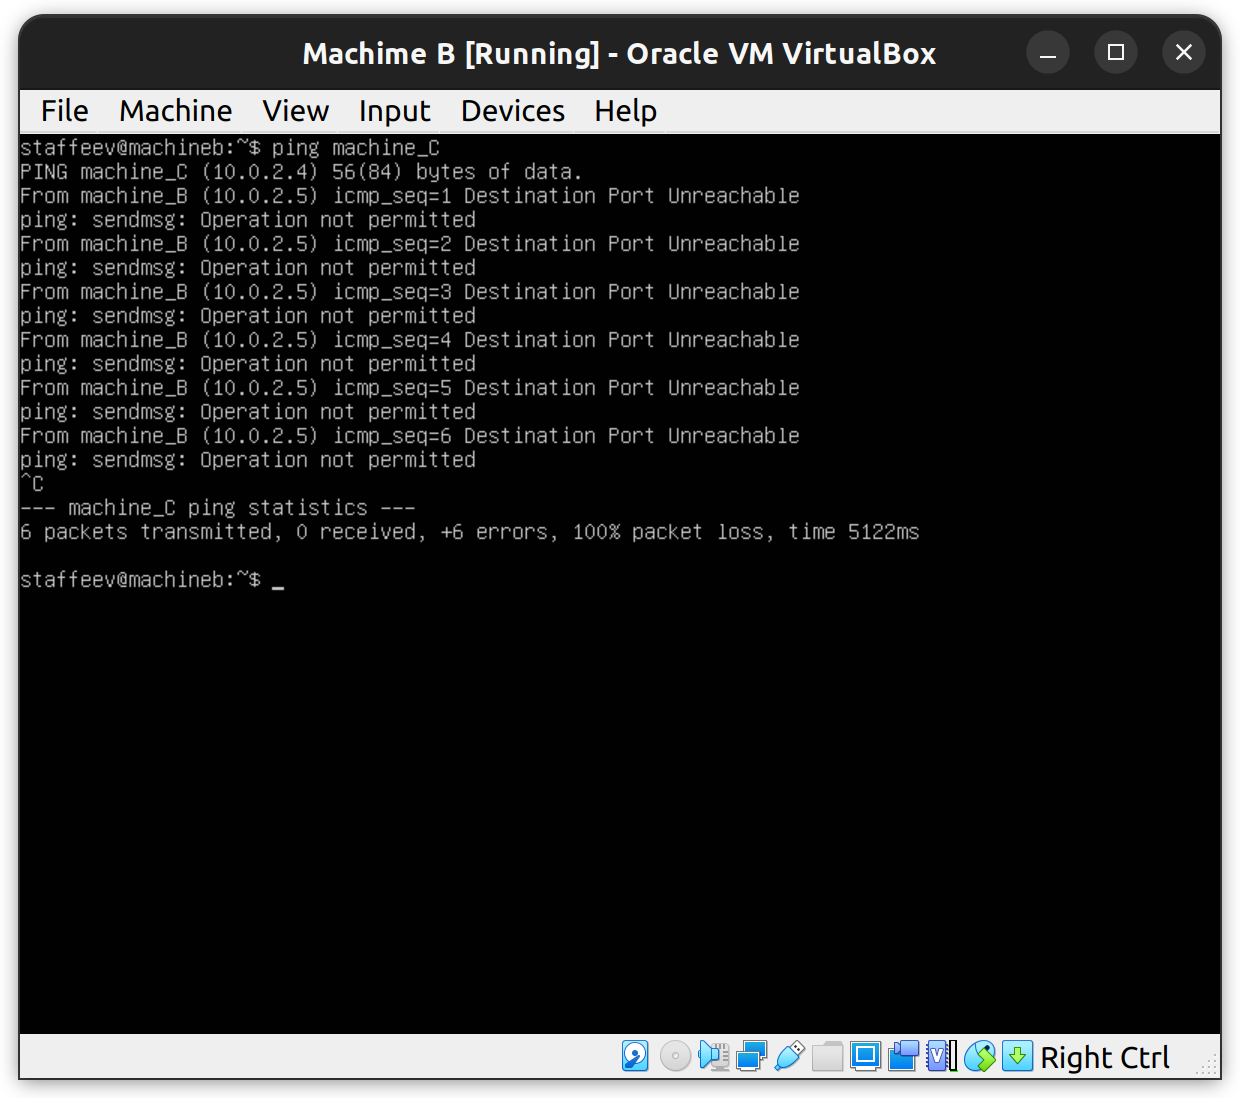 Machime B [Running] - Oracle VM VirtualBox
File Machine View Input Devices Help
staffeev@machineb:~$ ping machine_C
PING machine_C (10.0.2.4) 56(84) bytes of data.
From machine_B (10.0.2.5) icmp_seq=1 Destination Port Unreachable
ping: sendmsg: Operation not permitted
From machine_B (10.0.2.5) icmp_seq=2 Destination Port Unreachable
ping: sendmsg: Operation not permitted
From machine_B (10.0.2.5) icmp_seq=3 Destination Port Unreachable
ping: sendmsg: Operation not permitted
From machine_B (10.0.2.5) icmp_seq=4 Destination Port Unreachable
ping: sendmsg: Operation not permitted
From machine_B (10.0.2.5) icmp_seq=5 Destination Port Unreachable
ping: sendmsg: Operation not permitted
From machine_B (10.0.2.5) icmp_seq=6 Destination Port Unreachable
ping: sendmsg: Operation not permitted
^C
--- machine_C ping statistics ---
6 packets transmitted, 0 received, +6 errors, 100% packet loss, time 5122ms
staffeev@machineb:~$ _
V Right Ctrl